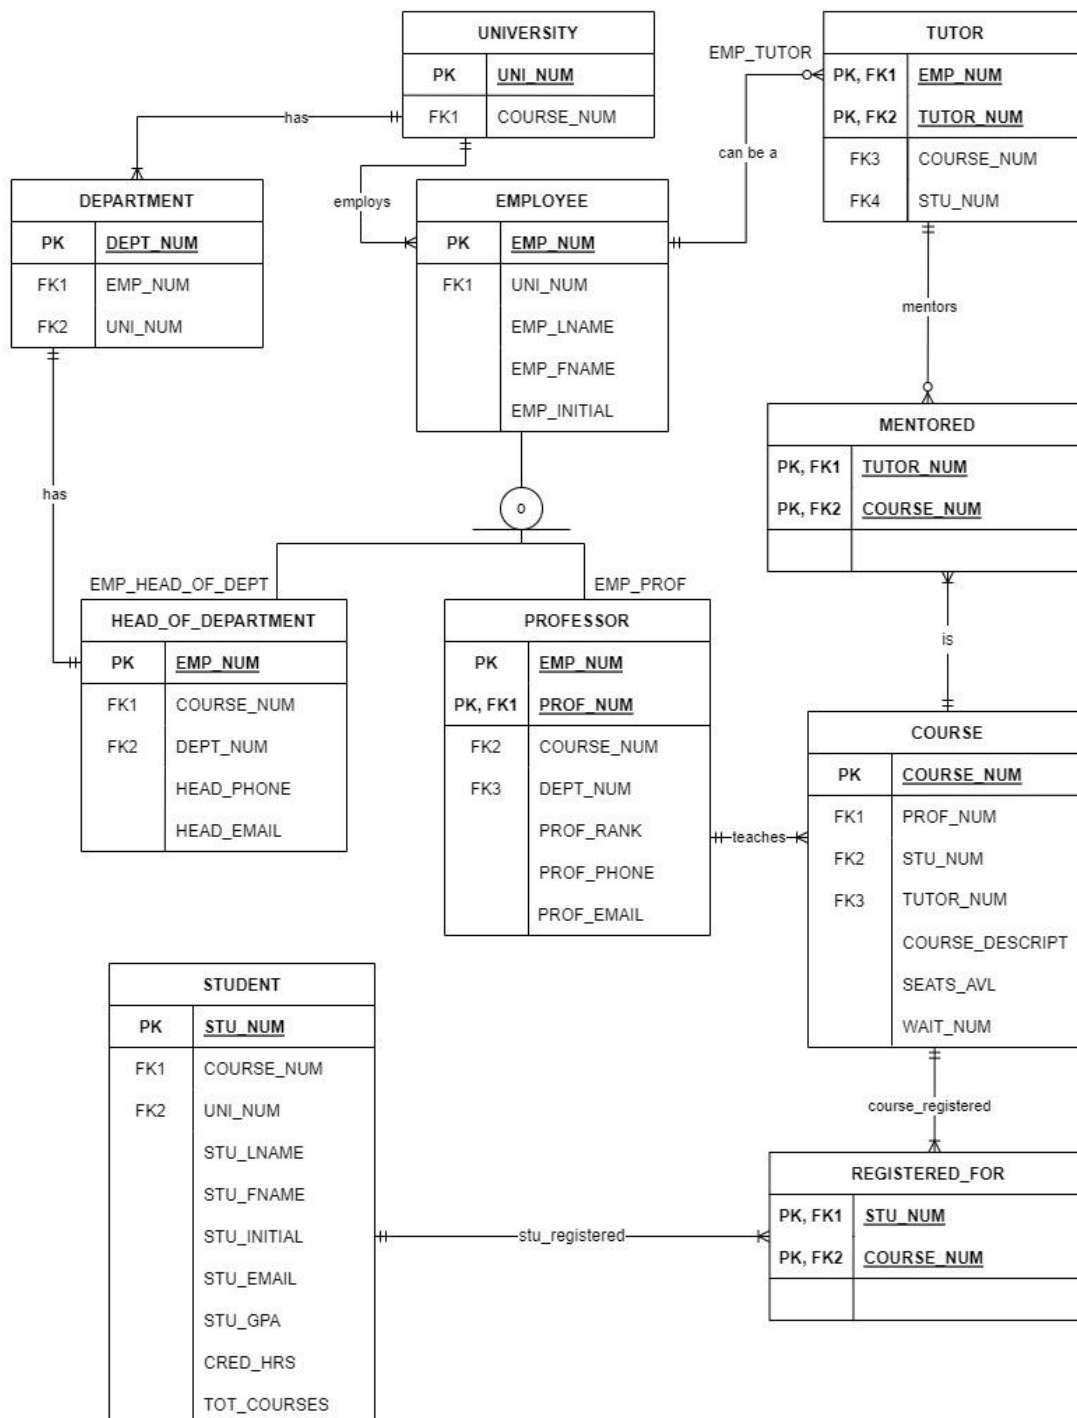 UNIVERSITY
PK UNI_NUM
FK1 COURSE_NUM
EMP_TUTOR
TUTOR
PK, FK1 EMP_NUM
PK, FK2 TUTOR_NUM
FK3 COURSE_NUM
FK4 STU_NUM
has
employs
can be a
DEPARTMENT
PK DEPT_NUM
FK1 EMP_NUM
FK2 UNI_NUM
EMPLOYEE
PK EMP_NUM
FK1 UNI_NUM
EMP_LNAME
EMP_FNAME
EMP_INITIAL
mentors
MENTORED
PK, FK1 TUTOR_NUM
PK, FK2 COURSE_NUM
has
o
EMP_HEAD_OF_DEPT
EMP_PROF
HEAD_OF_DEPARTMENT
PK EMP_NUM
FK1 COURSE_NUM
FK2 DEPT_NUM
HEAD_PHONE
HEAD_EMAIL
PROFESSOR
PK EMP_NUM
PK, FK1 PROF_NUM
FK2 COURSE_NUM
FK3 DEPT_NUM
PROF_RANK
PROF_PHONE
PROF_EMAIL
is
teaches
COURSE
PK COURSE_NUM
FK1 PROF_NUM
FK2 STU_NUM
FK3 TUTOR_NUM
COURSE_DESCRIPT
SEATS_AVL
WAIT_NUM
STUDENT
PK STU_NUM
FK1 COURSE_NUM
FK2 UNI_NUM
STU_LNAME
STU_FNAME
STU_INITIAL
STU_EMAIL
STU_GPA
CRED_HRS
TOT_COURSES
course_registered
stu_registered
REGISTERED_FOR
PK, FK1 STU_NUM
PK, FK2 COURSE_NUM